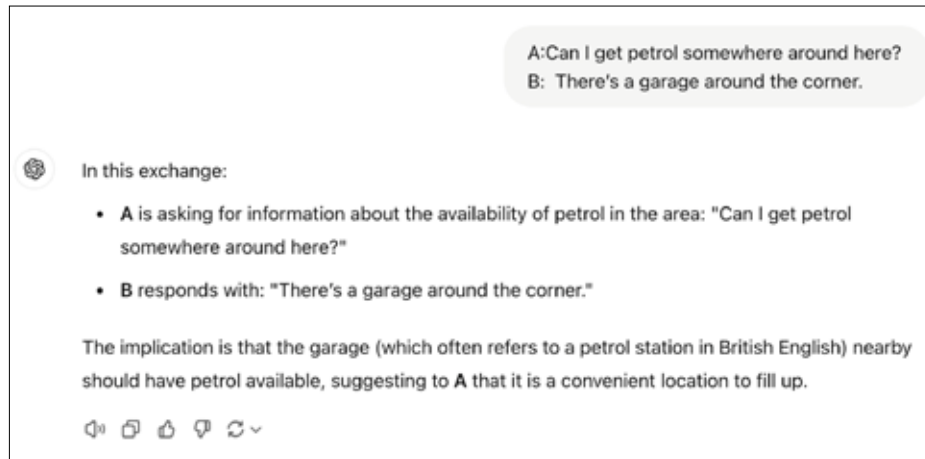 A:Can I get petrol somewhere around here?
B: There's a garage around the corner.
In this exchange:
• A is asking for information about the availability of petrol in the area: "Can I get petrol
somewhere around here?"
• B responds with: "There's a garage around the corner."
The implication is that the garage (which often refers to a petrol station in British English) nearby
should have petrol available, suggesting to A that it is a convenient location to fill up.